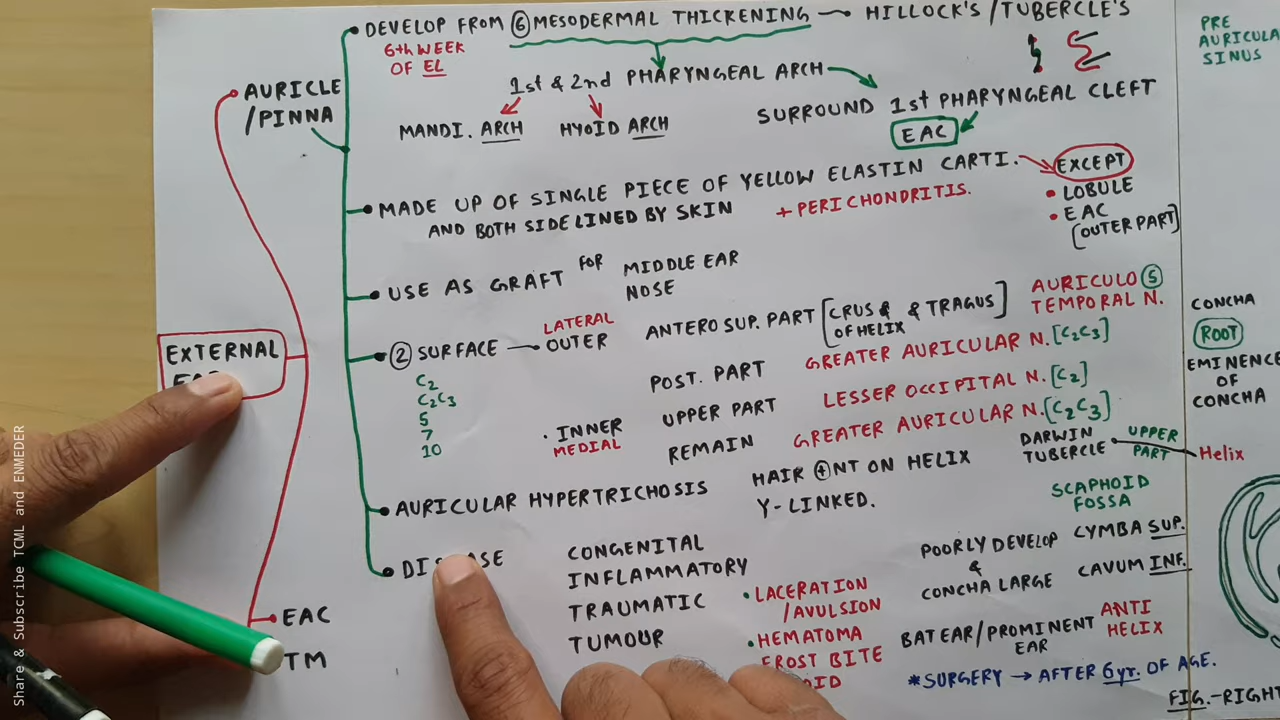 DEVELOP FROM ⑥ MESODERMAL THICKENING — HILLOCK'S / TUBERCLE'S
6th WEEK
OF EL
1st & 2nd PHARYNGEAL ARCH
SURROUND 1st PHARYNGEAL CLEFT
MANDI. ARCH HYOID ARCH
EAC
AURICLE
/PINNA
MADE UP OF SINGLE PIECE OF YELLOW ELASTIN CARTI.
AND BOTH SIDE LINED BY SKIN + PERICHONDRITIS.
EXCEPT
• LOBULE
• EAC
[OUTER PART]
USE AS GRAFT FOR MIDDLE EAR
NOSE
② SURFACE — LATERAL
OUTER
ANTERO SUP. PART [CRUS & & TRAGUS]
OF HELIX
AURICULO ⑤
TEMPORAL N.
POST. PART GREATER AURICULAR N. [C2C3]
C2
C2C3
5
7
10
• INNER
MEDIAL
UPPER PART LESSER OCCIPITAL N. [C2]
REMAIN GREATER AURICULAR N. [C2C3]
AURICULAR HYPERTRICHOSIS HAIR ⊕NT ON HELIX
Y-LINKED.
DARWIN
TUBERCLE
UPPER
PART
Helix
SCAPHOID
FOSSA
CYMBA SUP.
CAVUM INF.
ANTI
HELIX
CONGENITAL
INFLAMMATORY
TRAUMATIC
TUMOUR
• LACERATION
/AVULSION
• HEMATOMA
FROST BITE
POORLY DEVELOP
&
CONCHA LARGE
BAT EAR/PROMINENT
EAR
*SURGERY → AFTER 6yr. OF AGE.
EXTERNAL
EAC
TM
PRE
AURICULA
SINUS
CONCHA
ROOT
EMINENCE
OF
CONCHA
FIG.-RIGHT
Share & Subscribe TCML and ENMEDER